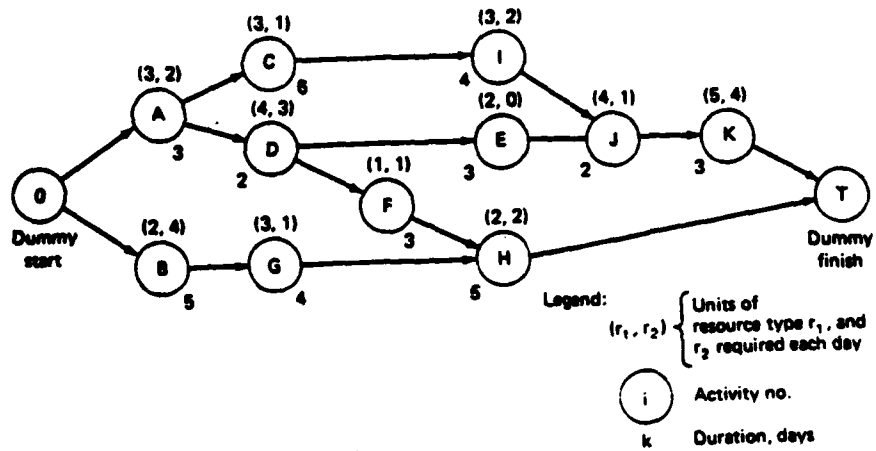 (3, 1)
C
6
(3, 2)
I
4
(3, 2)
A
3
(4, 3)
D
2
(2, 0)
E
3
(4, 1)
J
2
(5, 4)
K
3
(1, 1)
F
3
0
Dummy
start
T
Dummy
finish
(2, 4)
B
5
(3, 1)
G
4
(2, 2)
H
5
Legend:
(r₁, r₂)
Units of
resource type r₁, and
r₂ required each day
i
Activity no.
k
Duration, days